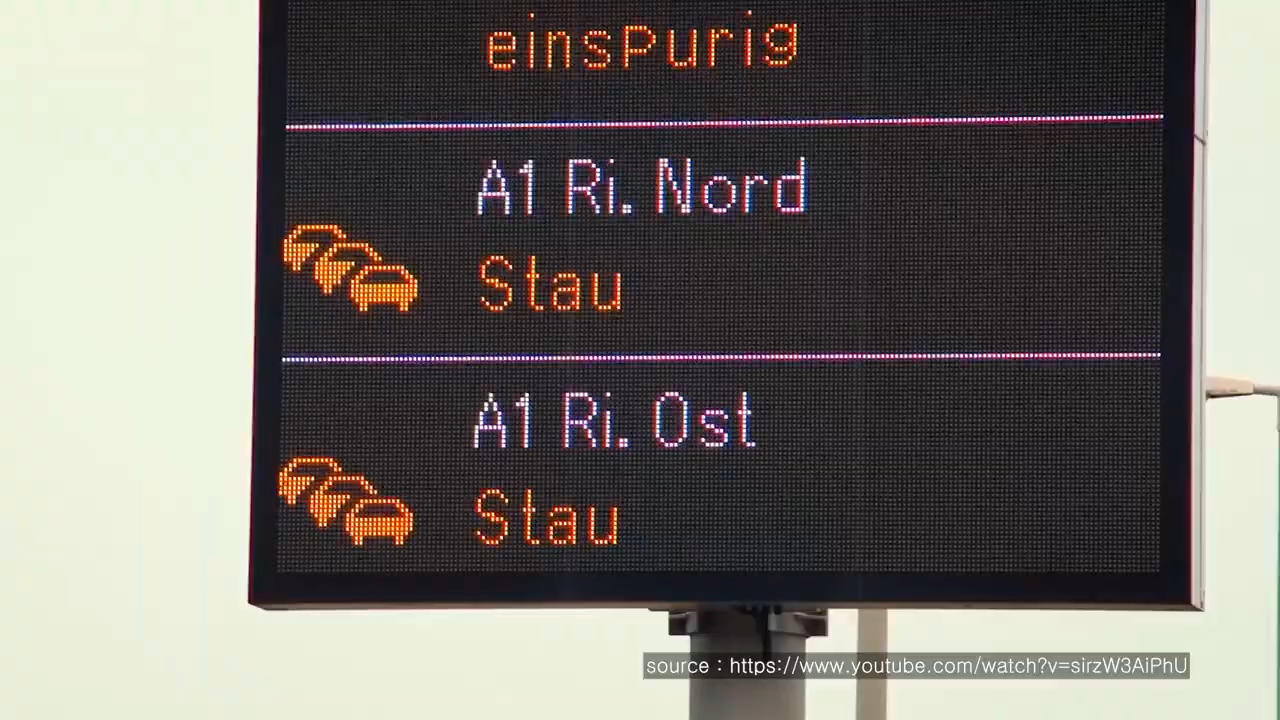 einspurig
A1 Ri. Nord
Stau
A1 Ri. Ost
Stau
source : https://www.youtube.com/watch?v=sirzW3AiPhU